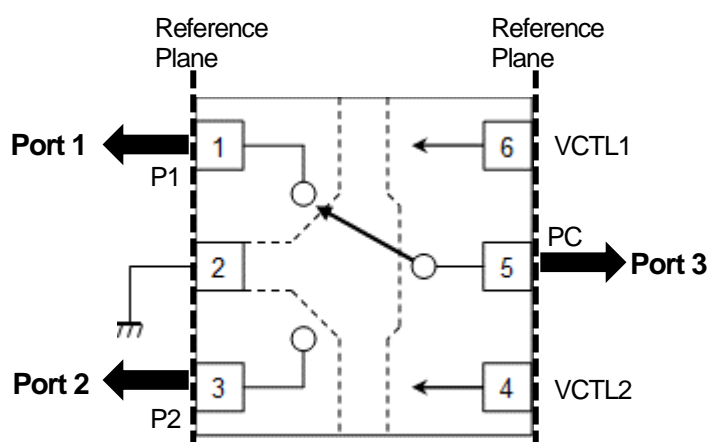 Reference
Plane
Reference
Plane
Port 1
1
6
VCTL1
P1
PC
2
5
Port 3
Port 2
3
4
VCTL2
P2